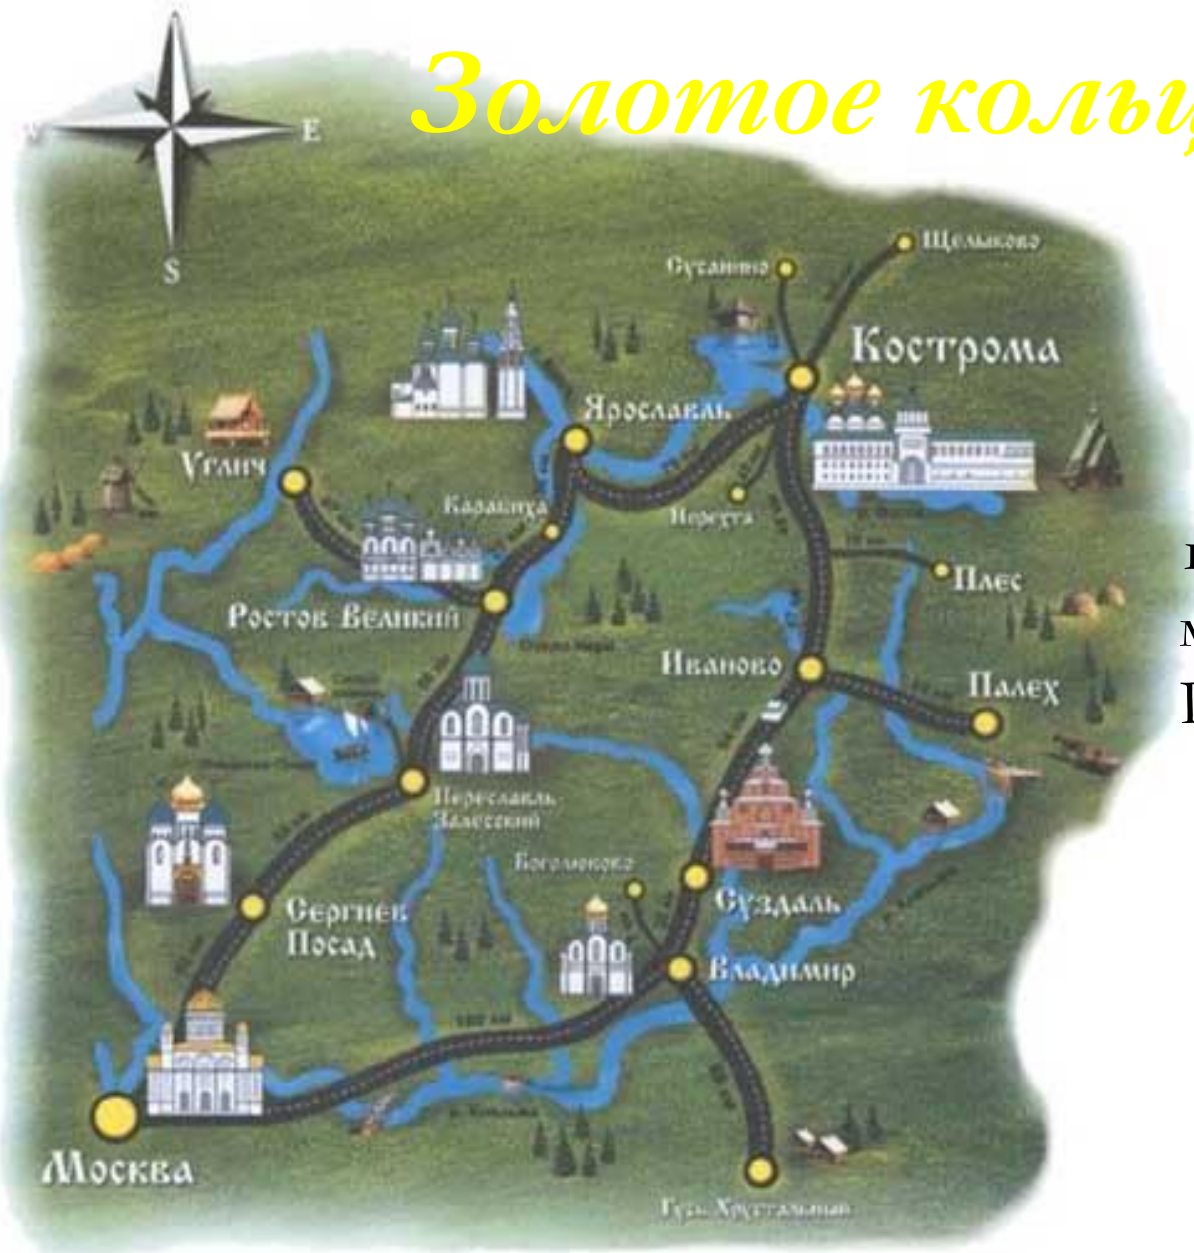 Золотое кольц
E
S
Щелыково
Сусанино
Кострома
Ярославль
Углич
Карабиха
Нерехта
Плес
Ростов Великий
Иваново
Палех
Переславль-
Залесский
Боголюбово
Суздаль
Сергиев
Посад
Владимир
Москва
Гусь Хрустальный